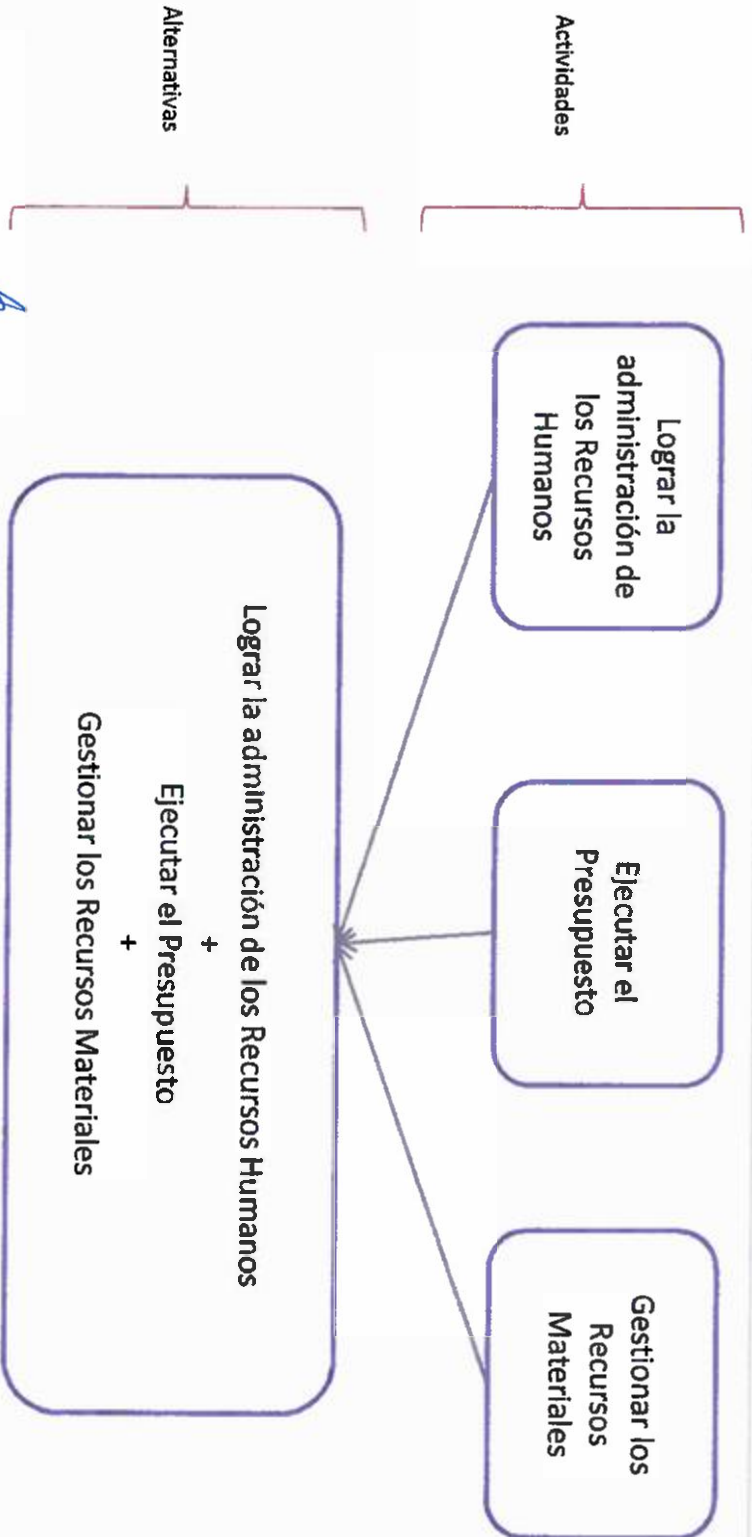 Actividades
Lograr la
administración de
los Recursos
Humanos
Ejecutar el
Presupuesto
Gestionar los
Recursos
Materiales
Alternativas
Lograr la administración de los Recursos Humanos
+
Ejecutar el Presupuesto
+
Gestionar los Recursos Materiales